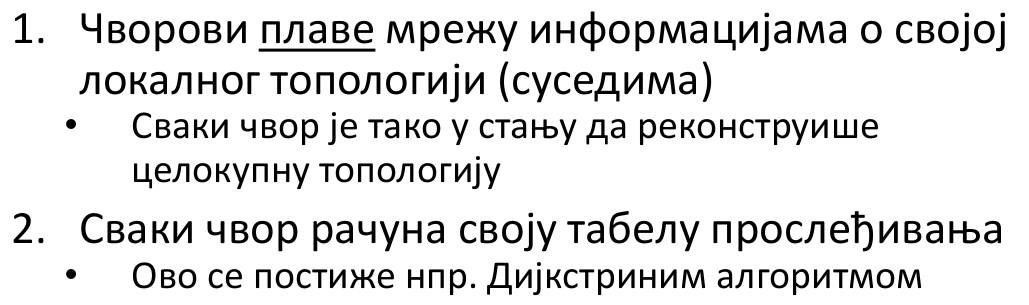 1. Чворови плаве мрежу информацијама о својој
локалног топологији (суседима)
• Сваки чвор је тако у стању да реконструише
целокупну топологију
2. Сваки чвор рачуна своју табелу прослеђивања
• Ово се постиже нпр. Дијкстриним алгоритмом